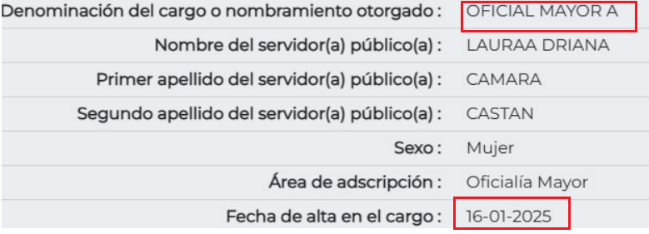 Denominación del cargo o nombramiento otorgado : OFICIAL MAYOR A
Nombre del servidor(a) público(a) : LAURAA DRIANA
Primer apellido del servidor(a) público(a) : CAMARA
Segundo apellido del servidor(a) público(a) : CASTAN
Sexo : Mujer
Área de adscripción : Oficialía Mayor
Fecha de alta en el cargo : 16-01-2025